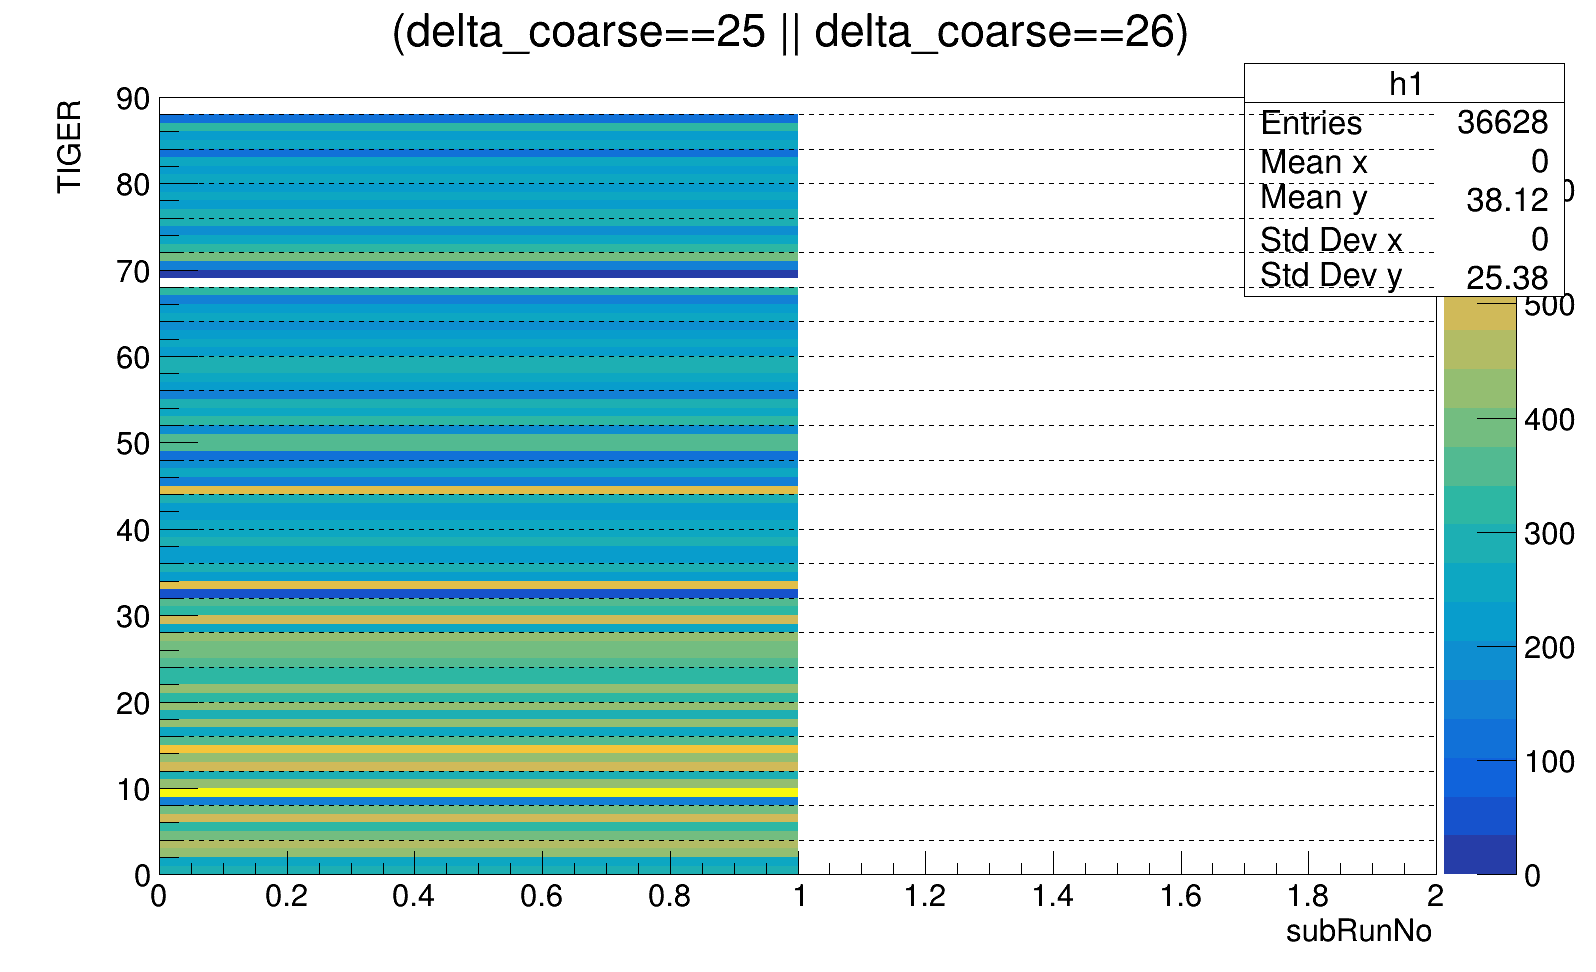 (delta_coarse==25 || delta_coarse==26)
h1
Entries 36628
Mean x 0
Mean y 38.12
Std Dev x 0
Std Dev y 25.38
TIGER
90
80
70
60
50
40
30
20
10
0
0 0.2 0.4 0.6 0.8 1 1.2 1.4 1.6 1.8 2
subRunNo
500
400
300
200
100
0